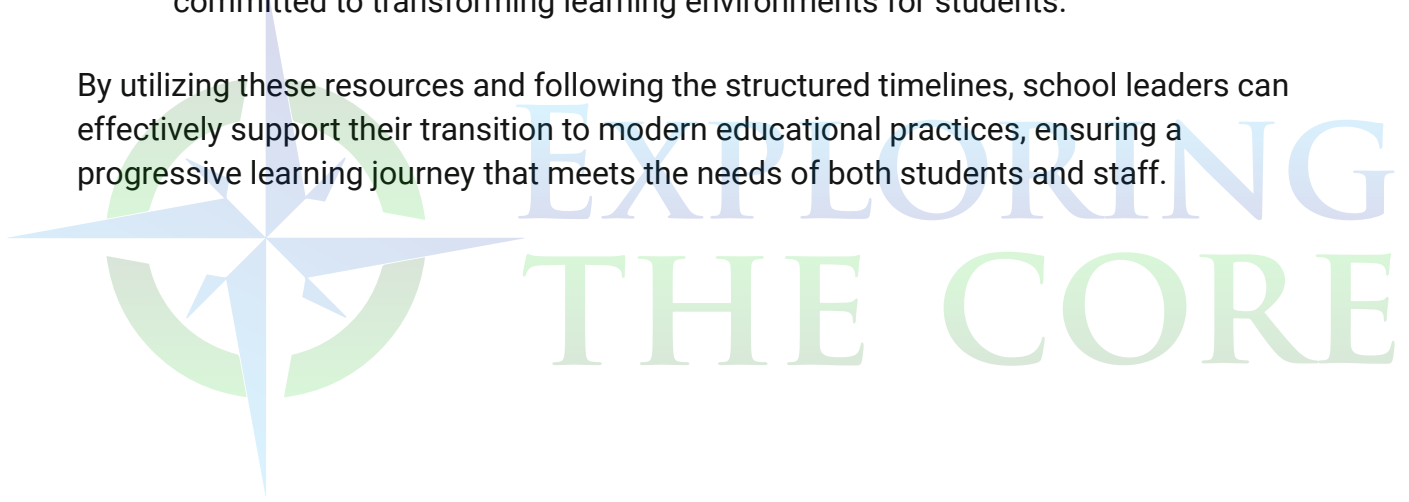 committed to transforming learning environments for students.
By utilizing these resources and following the structured timelines, school leaders can
effectively support their transition to modern educational practices, ensuring a
progressive learning journey that meets the needs of both students and staff.
EXPLORING
THE CORE